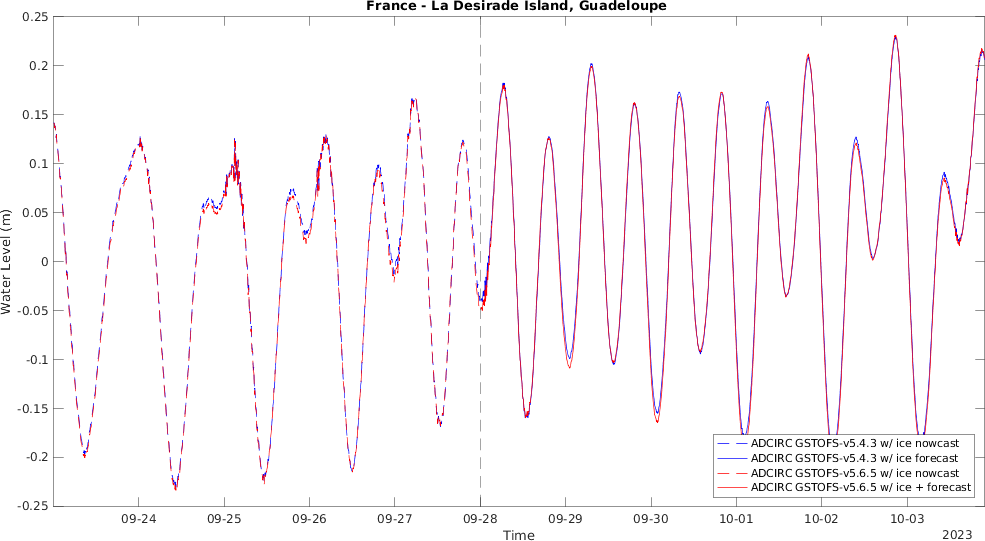 France - La Desirade Island, Guadeloupe
Water Level (m)
0.25
0.2
0.15
0.1
0.05
0
-0.05
-0.1
-0.15
-0.2
-0.25
ADCIRC GSTOFS-v5.4.3 w/ ice nowcast
ADCIRC GSTOFS-v5.4.3 w/ ice forecast
ADCIRC GSTOFS-v5.6.5 w/ ice nowcast
ADCIRC GSTOFS-v5.6.5 w/ ice + forecast
09-24 09-25 09-26 09-27 09-28 09-29 09-30 10-01 10-02 10-03
Time
2023